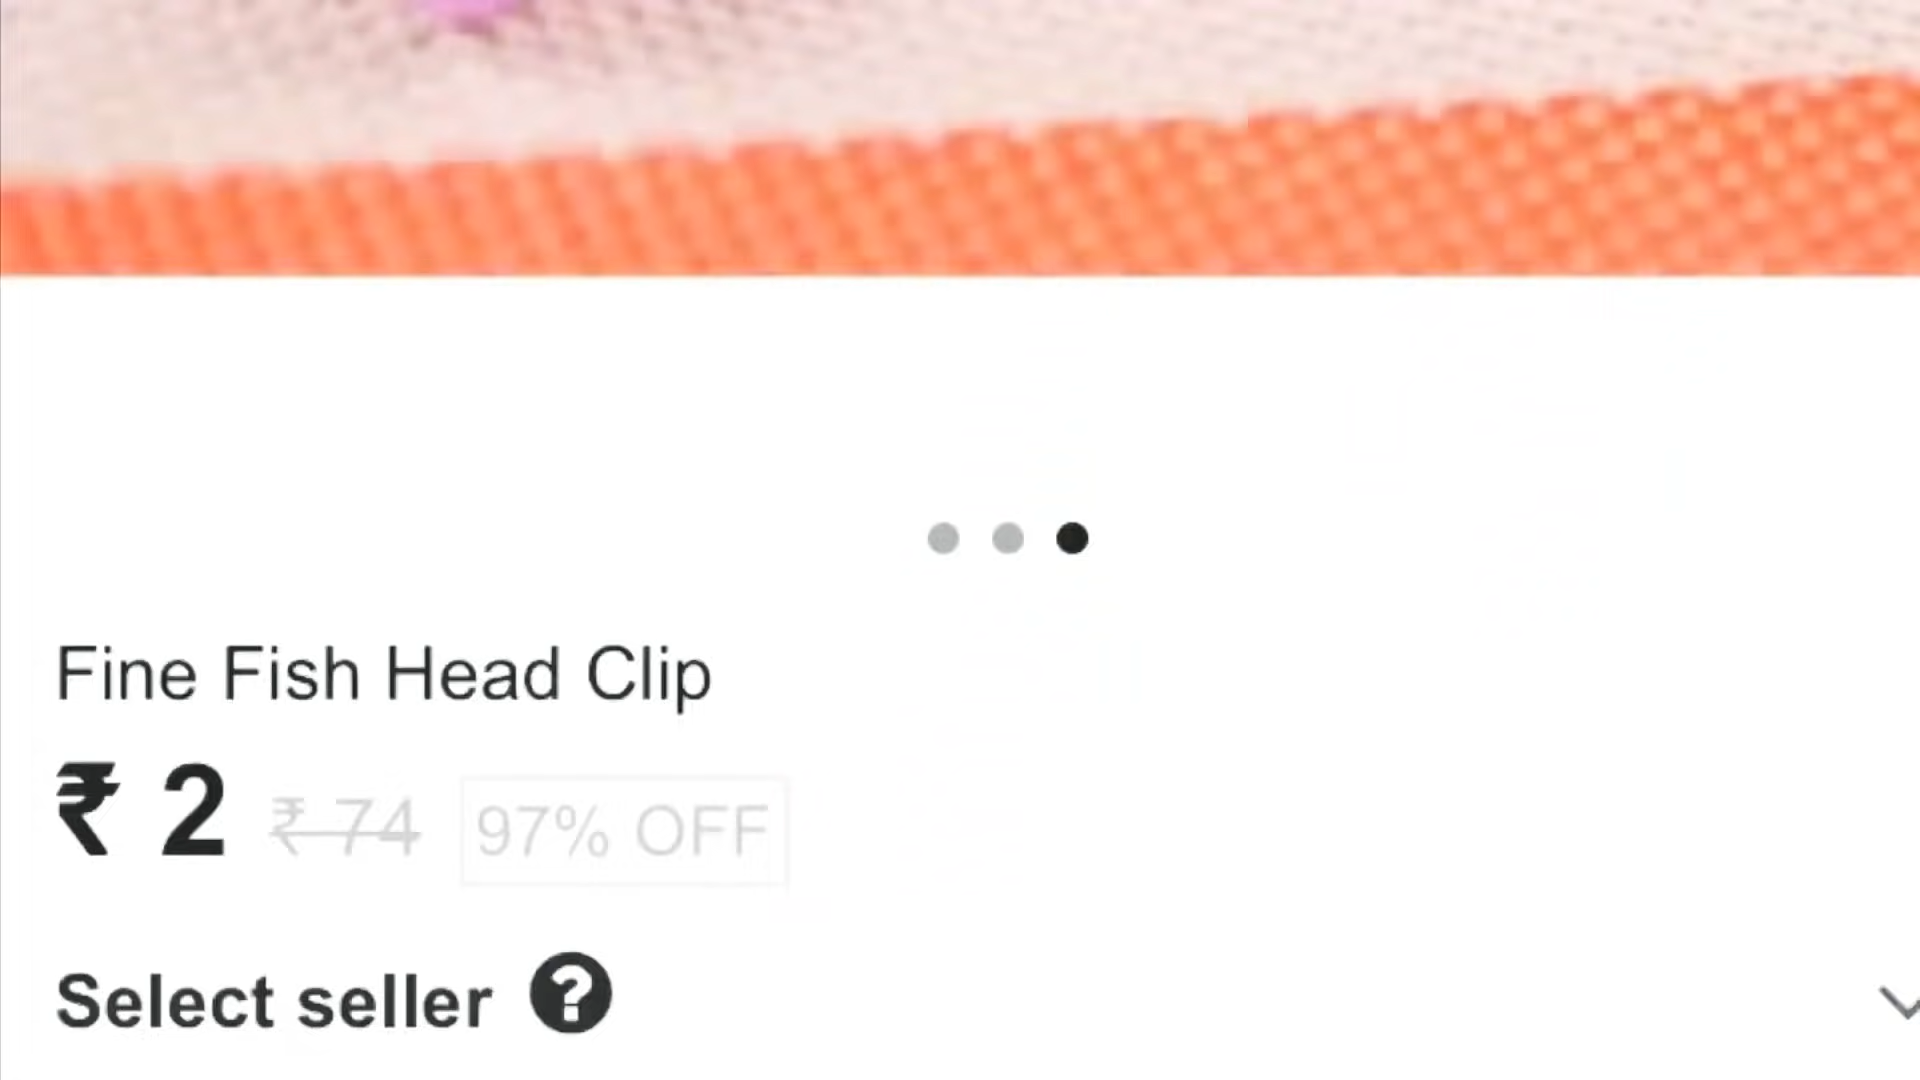 Fine Fish Head Clip
₹ 2 ₹ 74 97% OFF
Select seller ?